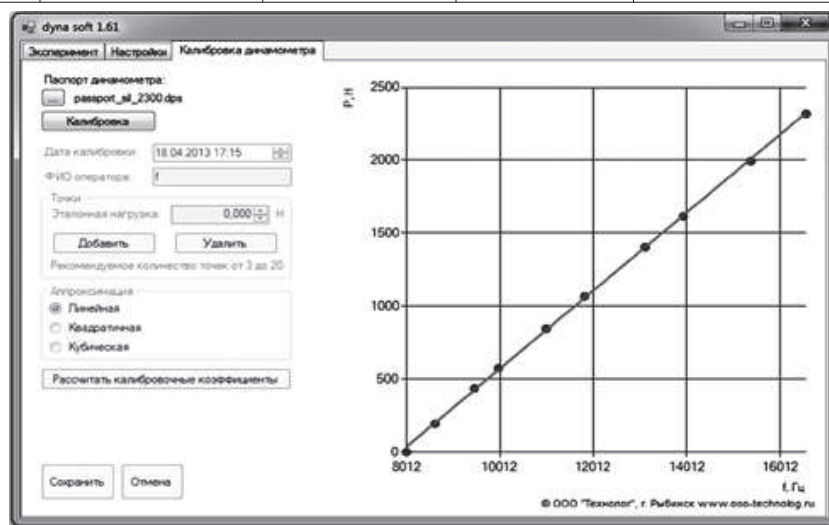 dyna soft 1.61
Эксперимент Настройки Калибровка динамометра
Паспорт динамометра:
... passport_sil_2300.dps
Калибровка
Дата калибровки: 18.04.2013 17:15
ФИО оператора: f
Точки
Эталонная нагрузка: 0,000 Н
Добавить Удалить
Рекомендуемое количество точек от 3 до 20
Аппроксимация
Линейная
Квадратичная
Кубическая
Рассчитать калибровочные коэффициенты
Сохранить Отмена
P, Н
2500
2000
1500
1000
500
0
8012 10012 12012 14012 16012
f, Гц
© ООО "Технолог", г. Рыбинск www.ooo-technolog.ru